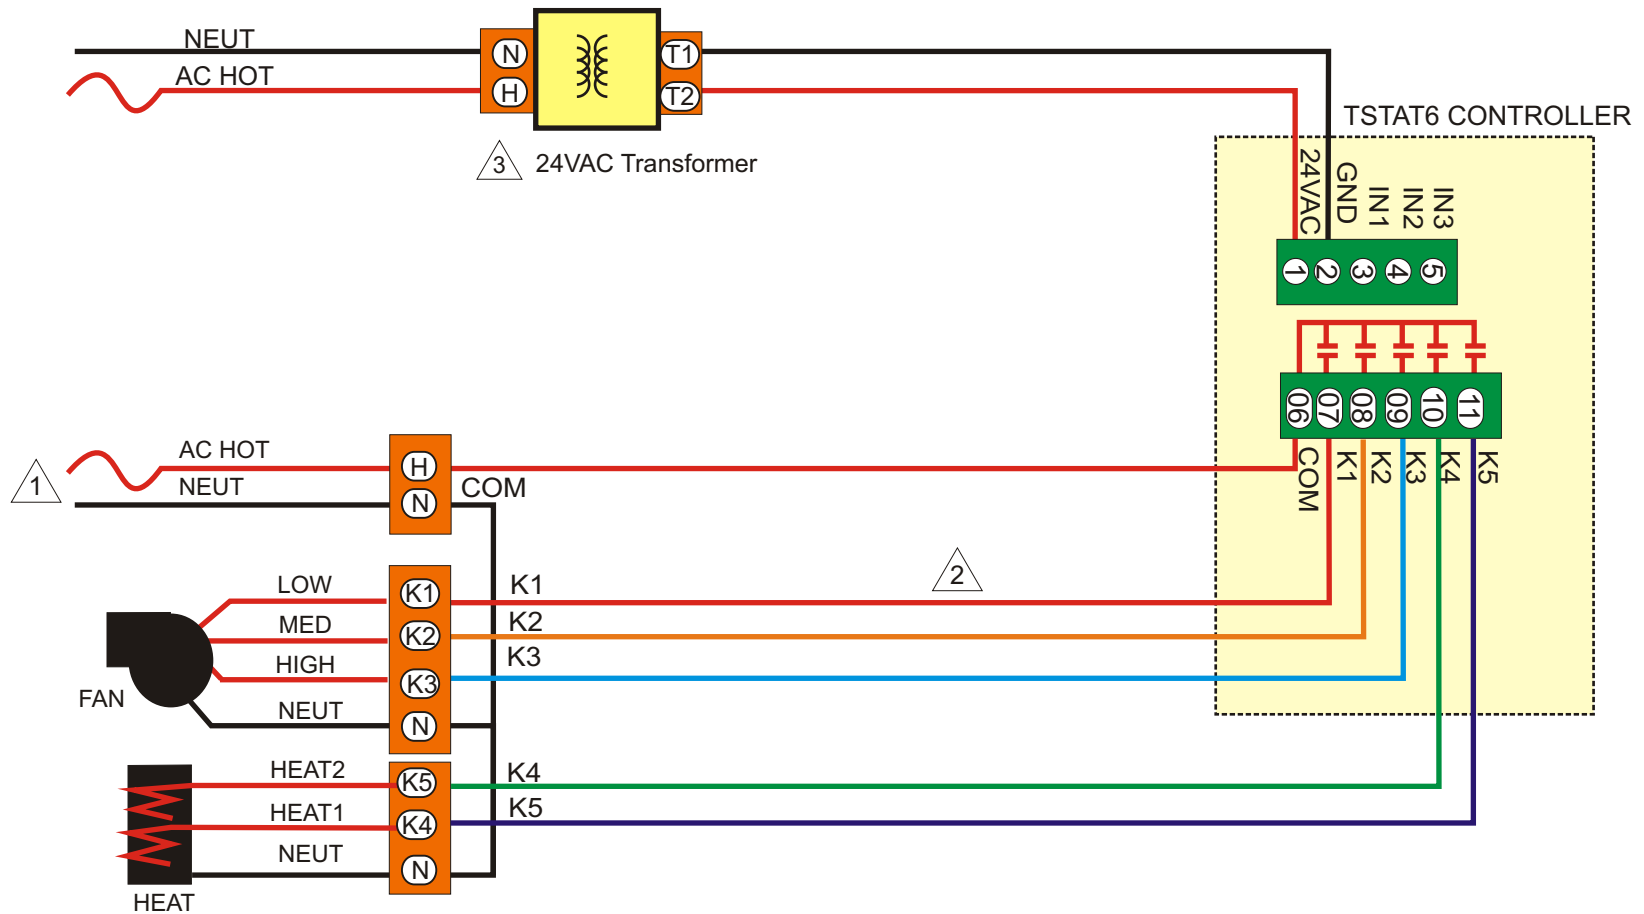 NEUT
AC HOT
N
H
T1
T2
3
24VAC Transformer
TSTAT6 CONTROLLER
24VAC
GND
IN1
IN2
IN3
1
2
3
4
5
06
07
08
09
10
11
COM
K1
K2
K3
K4
K5
1
AC HOT
NEUT
H
N
COM
2
LOW
MED
HIGH
NEUT
FAN
K1
K2
K3
N
K1
K2
K3
HEAT2
HEAT1
NEUT
HEAT
K5
K4
N
K4
K5